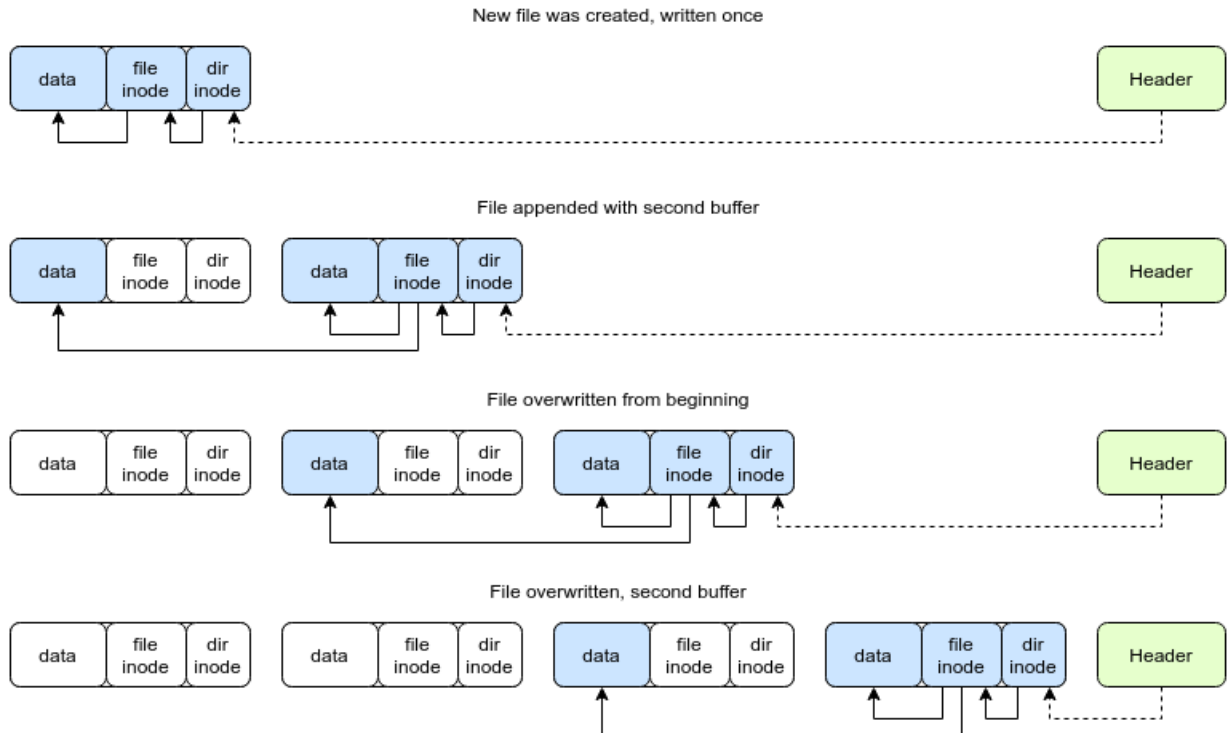 New file was created, written once
data
file
inode
dir
inode
Header
File appended with second buffer
data
file
inode
dir
inode
data
file
inode
dir
inode
Header
File overwritten from beginning
data
file
inode
dir
inode
data
file
inode
dir
inode
data
file
inode
dir
inode
Header
File overwritten, second buffer
data
file
inode
dir
inode
data
file
inode
dir
inode
data
file
inode
dir
inode
data
file
inode
dir
inode
Header